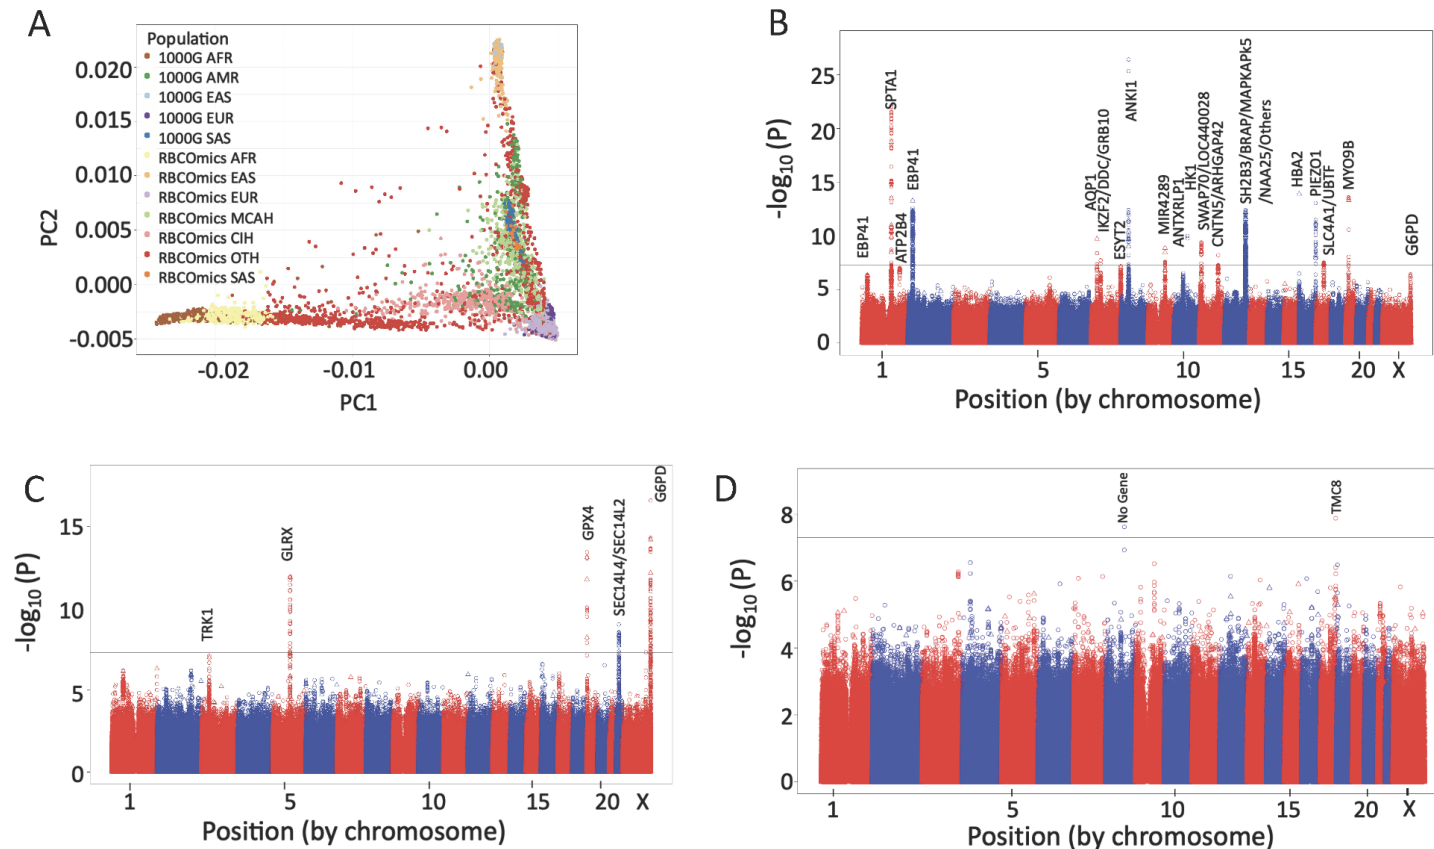 A
Population
1000G AFR
1000G AMR
1000G EAS
1000G EUR
1000G SAS
RBCOmics AFR
RBCOmics EAS
RBCOmics EUR
RBCOmics MCAH
RBCOmics CIH
RBCOmics OTH
RBCOmics SAS
PC2
0.020
0.015
0.010
0.005
0.000
-0.005
-0.02
-0.01
0.00
PC1
B
-log10 (P)
25
20
15
10
5
0
EBP41
SPTA1
ATP2B4
EBP41
AQP1
IKZF2/DDC/GRB10
ESYT2
ANKI1
MIR4289
ANTXRLP1
HK1
SWAP70/LOC440028
CNTN5/ARHGAP42
SH2B3/BRAP/MAPKAPk5
/NAA25/Others
HBA2
PIEZO1
SLC4A1/UBTF
MYO9B
G6PD
1
5
10
15
20
X
Position (by chromosome)
C
-log10 (P)
15
10
5
0
TRK1
GLRX
GPX4
SEC14L4/SEC14L2
G6PD
1
5
10
15
20
X
Position (by chromosome)
D
-log10 (P)
8
6
4
2
0
No Gene
TMC8
1
5
10
15
20
X
Position (by chromosome)